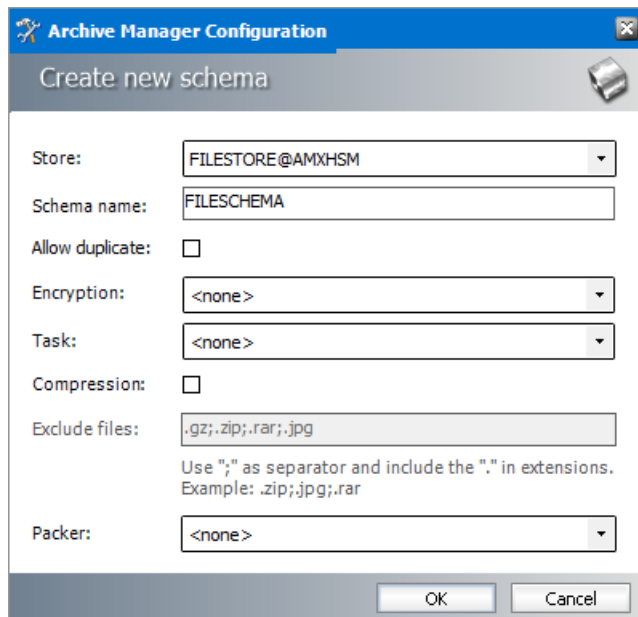 Archive Manager Configuration
Create new schema
Store: FILESTORE@AMXHSM
Schema name: FILESCHEMA
Allow duplicate:
Encryption: <none>
Task: <none>
Compression:
Exclude files: .gz;.zip;.rar;.jpg
Use ";" as separator and include the "." in extensions.
Example: .zip;.jpg;.rar
Packer: <none>
OK Cancel